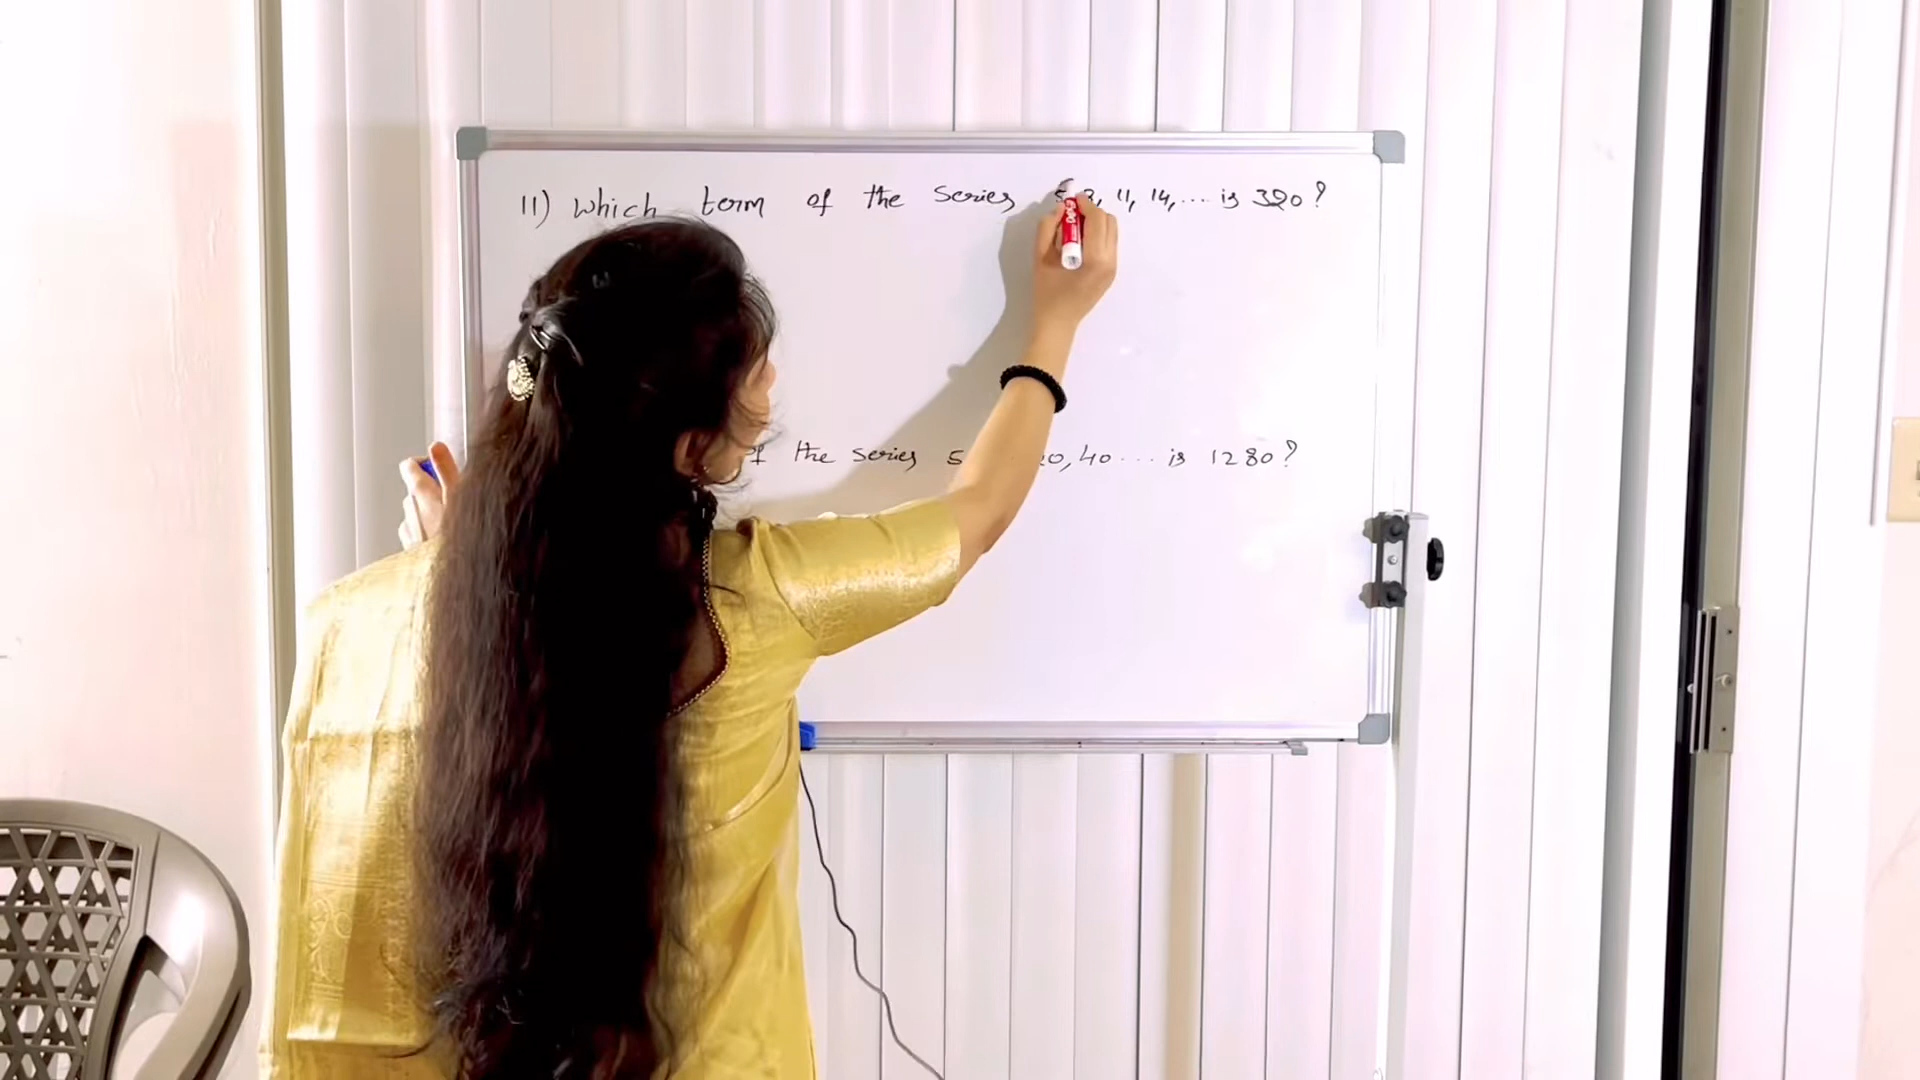 11) which term of the series 5, 8, 11, 14, ... is 320?
of the series 5 20, 40 ... is 1280?